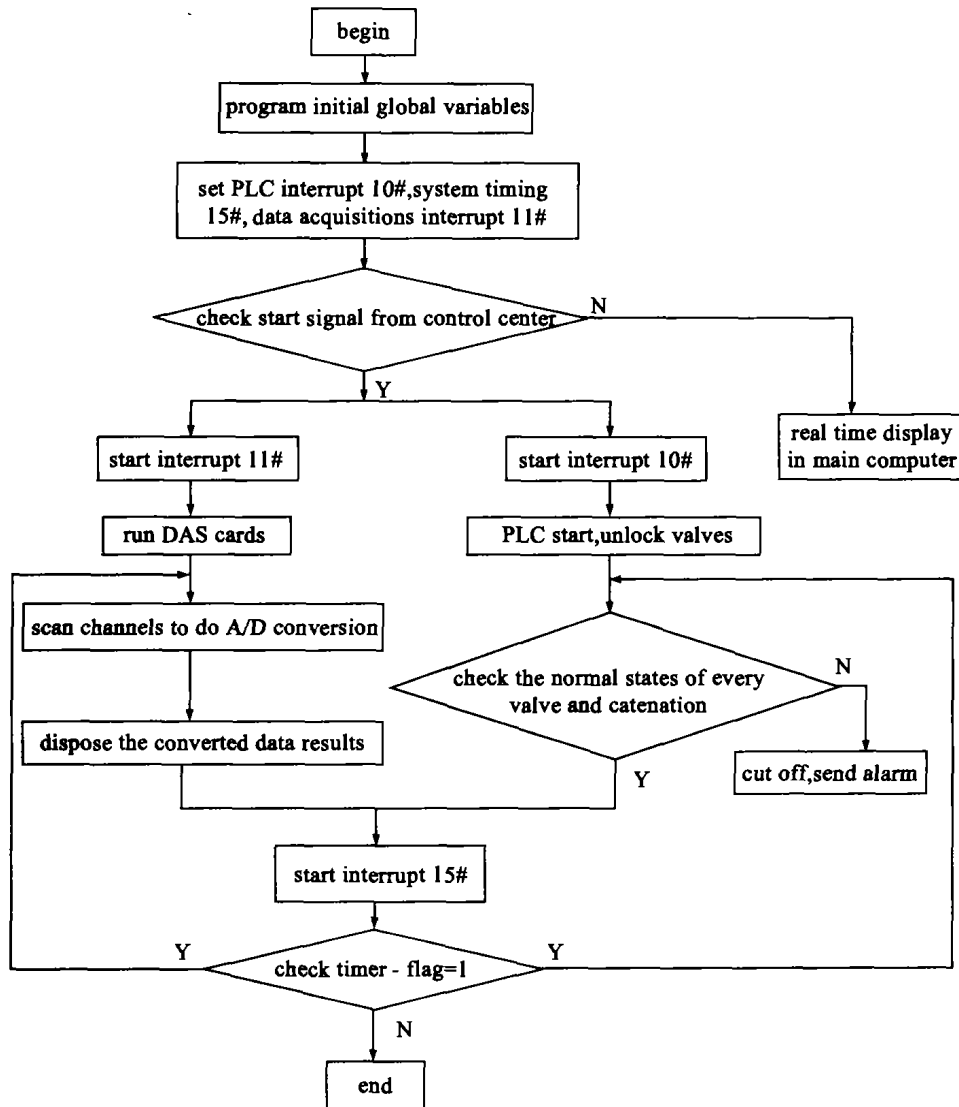 begin
program initial global variables
set PLC interrupt 10#,system timing
15#, data acquisitions interrupt 11#
check start signal from control center
N
Y
real time display
in main computer
start interrupt 11#
start interrupt 10#
run DAS cards
PLC start,unlock valves
scan channels to do A/D conversion
N
check the normal states of every
valve and catenation
dispose the converted data results
cut off,send alarm
Y
start interrupt 15#
Y
Y
check timer - flag=1
N
end